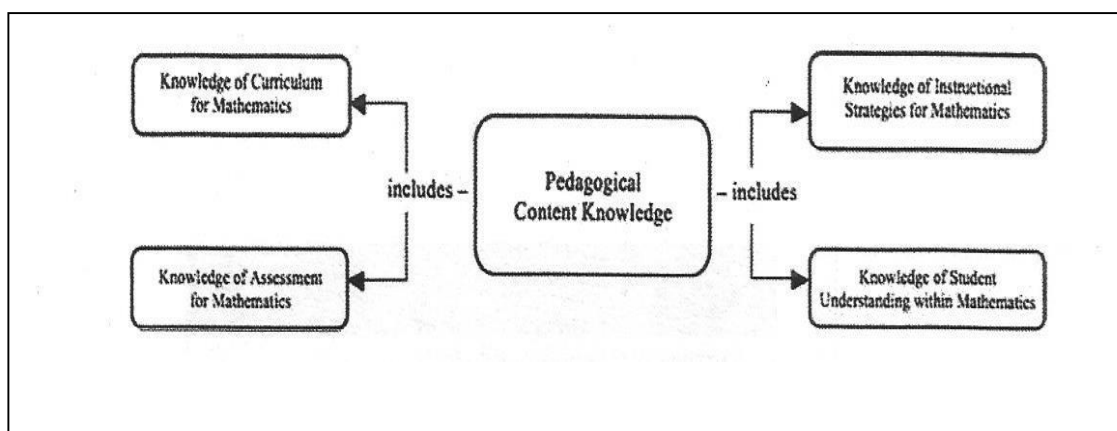 Knowledge of Curriculum
for Mathematics
Knowledge of Instructional
Strategies for Mathematics
includes –
Pedagogical
Content Knowledge
– includes
Knowledge of Assessment
for Mathematics
Knowledge of Student
Understanding within Mathematics